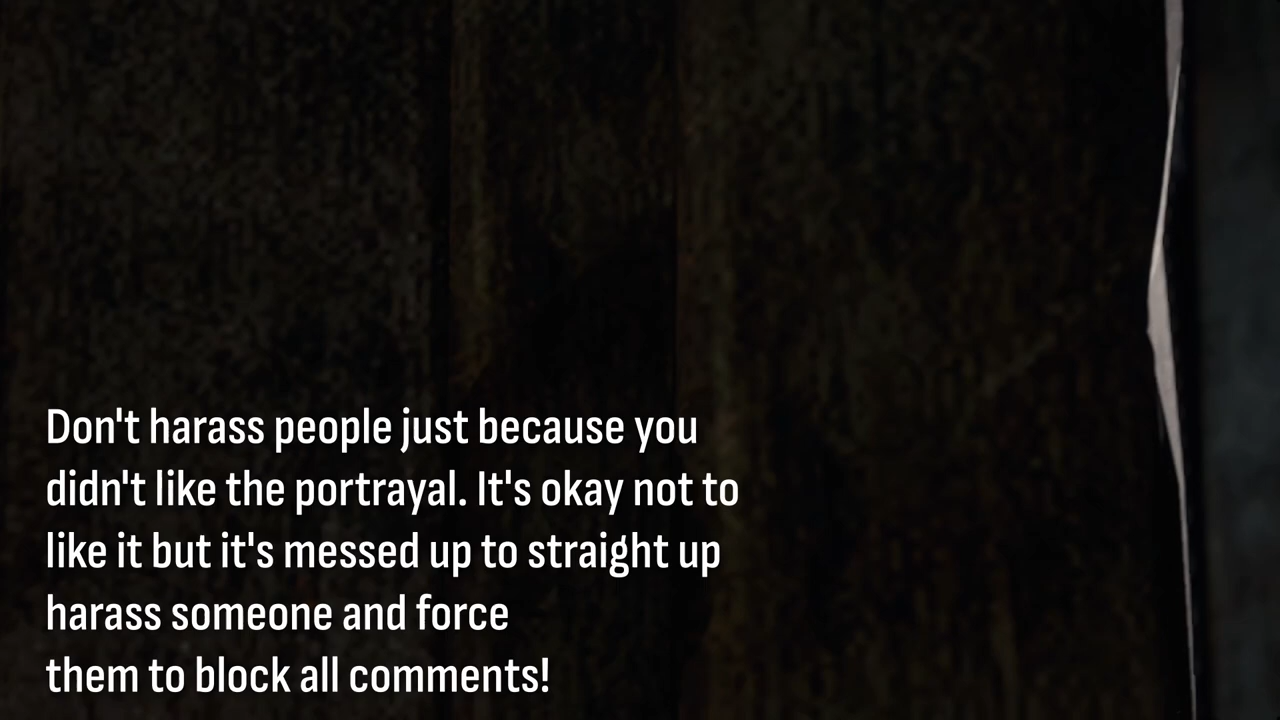 Don't harass people just because you
didn't like the portrayal. It's okay not to
like it but it's messed up to straight up
harass someone and force
them to block all comments!